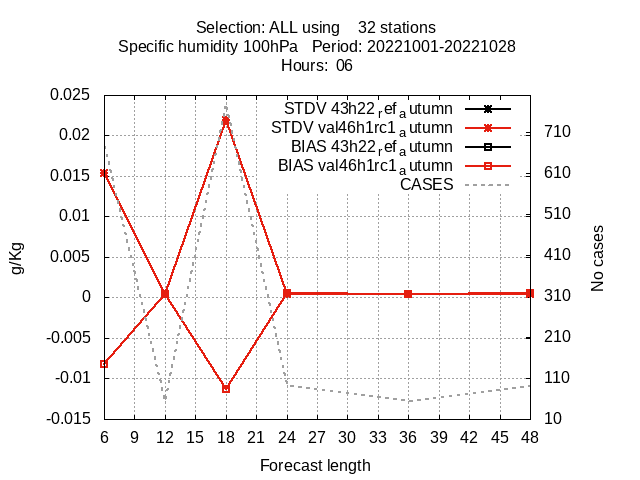 Selection: ALL using    32 stations
Specific humidity 100hPa   Period: 20221001-20221028
Hours:  06
STDV 43h22ref_autumn
STDV val46h1rc1_autumn
BIAS 43h22ref_autumn
BIAS val46h1rc1_autumn
CASES
0.025
0.02
0.015
0.01
0.005
0
-0.005
-0.01
-0.015
g/Kg
710
610
510
410
310
210
110
10
No cases
6 9 12 15 18 21 24 27 30 33 36 39 42 45 48
Forecast length